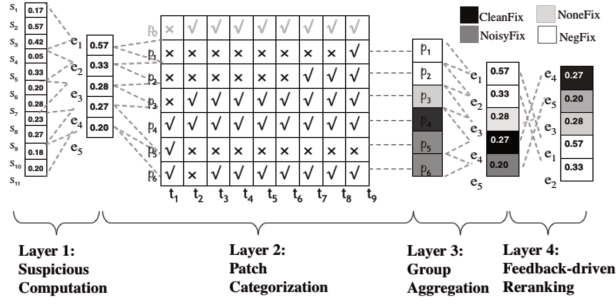 CleanFix
NoneFix
NoisyFix
NegFix
s1
s2
s3
s4
s5
s6
s7
s8
s9
s10
s11
0.17
0.57
0.42
0.05
0.33
0.20
0.28
0.23
0.27
0.18
0.20
e1
e2
e3
e4
e5
0.57
0.33
0.28
0.27
0.20
p0 × √ √ √ √ √ √ √
p1 × × × × × × × √
p2 × × × × × √ √ √
p3 × √ √ √ √ √ √ √
p4 √ √ √ √ √ √ √ √
p5 √ × × × × × × ×
p6 √ × √ √ √ √ √ √
t1 t2 t3 t4 t5 t6 t7 t8 t9
p1
p2
p3
p4
p5
p6
e1
e2
e3
e4
e5
0.57
0.33
0.28
0.27
0.20
e4
e5
e3
e1
e2
0.27
0.20
0.28
0.57
0.33
Layer 1:
Suspicious
Computation
Layer 2:
Patch
Categorization
Layer 3:
Group
Aggregation
Layer 4:
Feedback-driven
Reranking